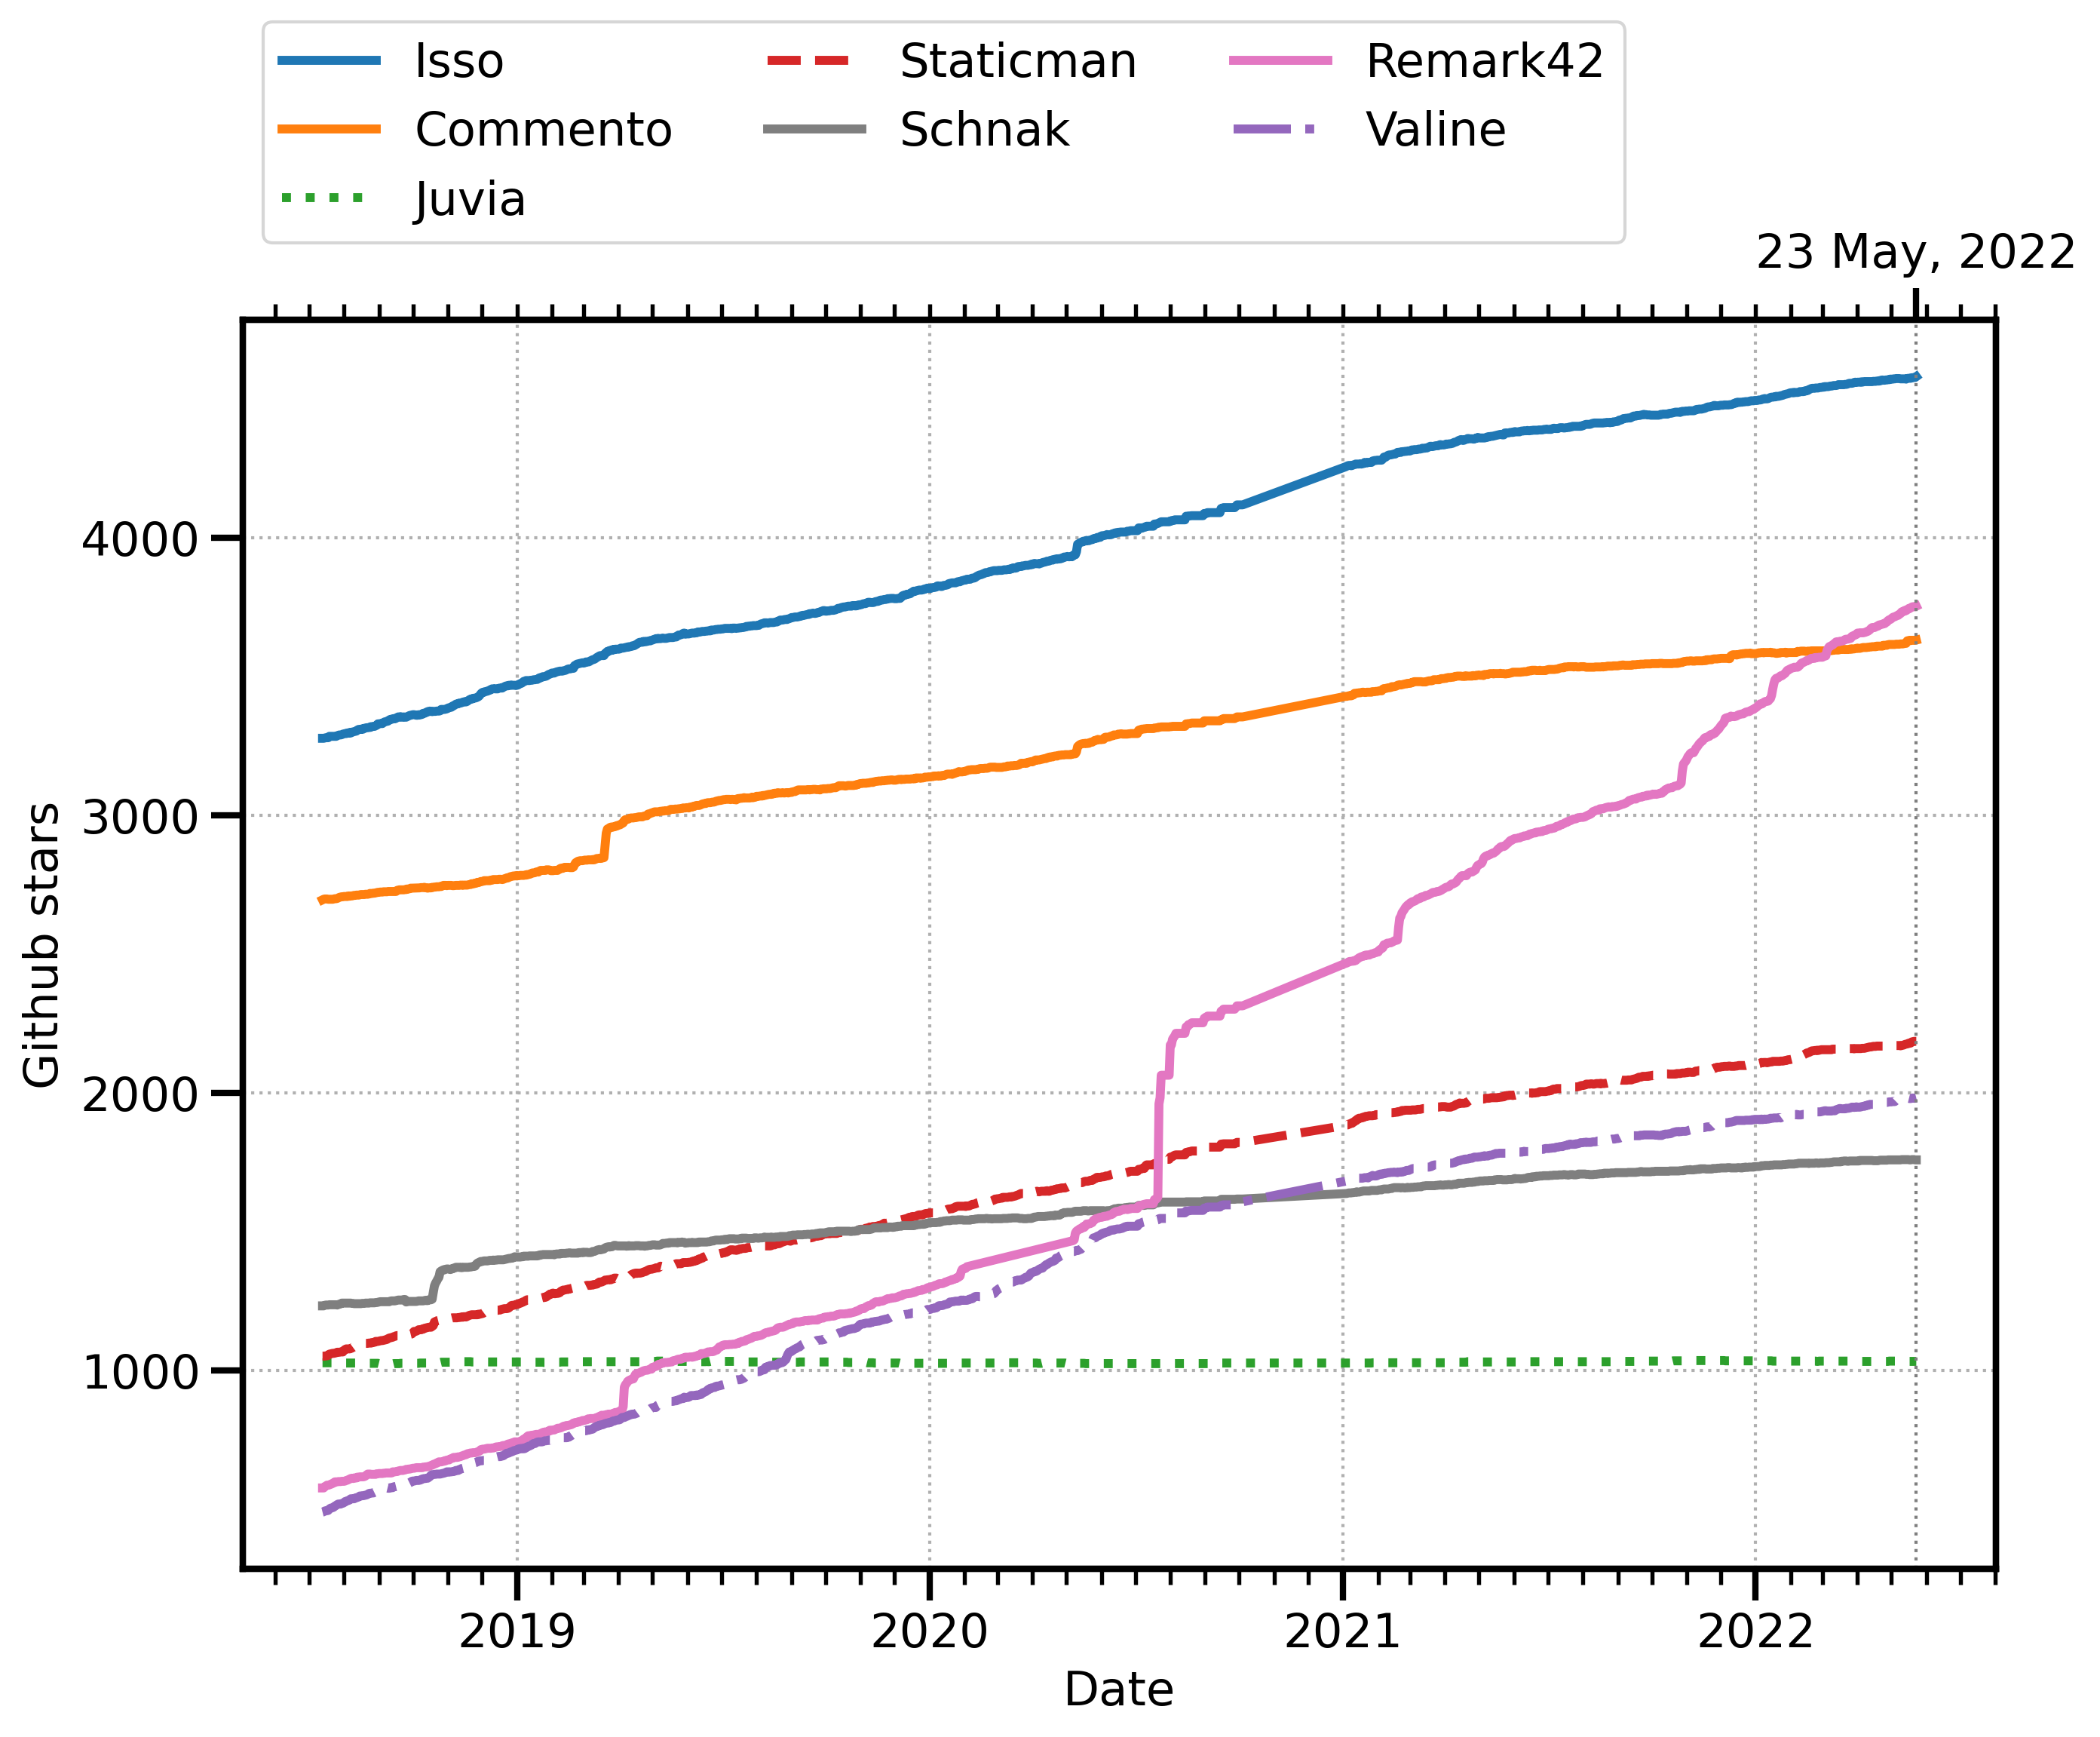 Isso
Commento
Juvia
Staticman
Schnak
Remark42
Valine
23 May, 2022
4000
3000
2000
1000
Github stars
2019
2020
2021
2022
Date